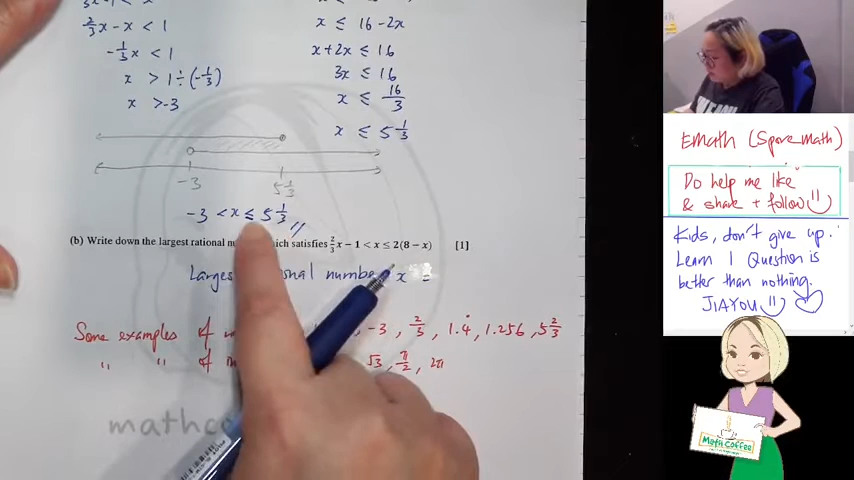 2/3x - x < 1
-1/3x < 1
x > 1 ÷ (-1/3)
x > -3
x ≤ 16 - 2x
x + 2x ≤ 16
3x ≤ 16
x ≤ 16/3
x ≤ 5 1/3
-3
5 1/3
-3 < x ≤ 5 1/3 //
(b) Write down the largest rational which satisfies 2/3x - 1 < x ≤ 2(8 - x) [1]
number x =
Some examples of -3, 2/5, 1.4̇, 1.256, 5 2/3
" " of √3, π/2, 2π
Emath (Spore math)
Do help me like
& share + follow
Kids, don't give up.
Learn 1 Question is
better than nothing.
JIAYOU
Math Coffee